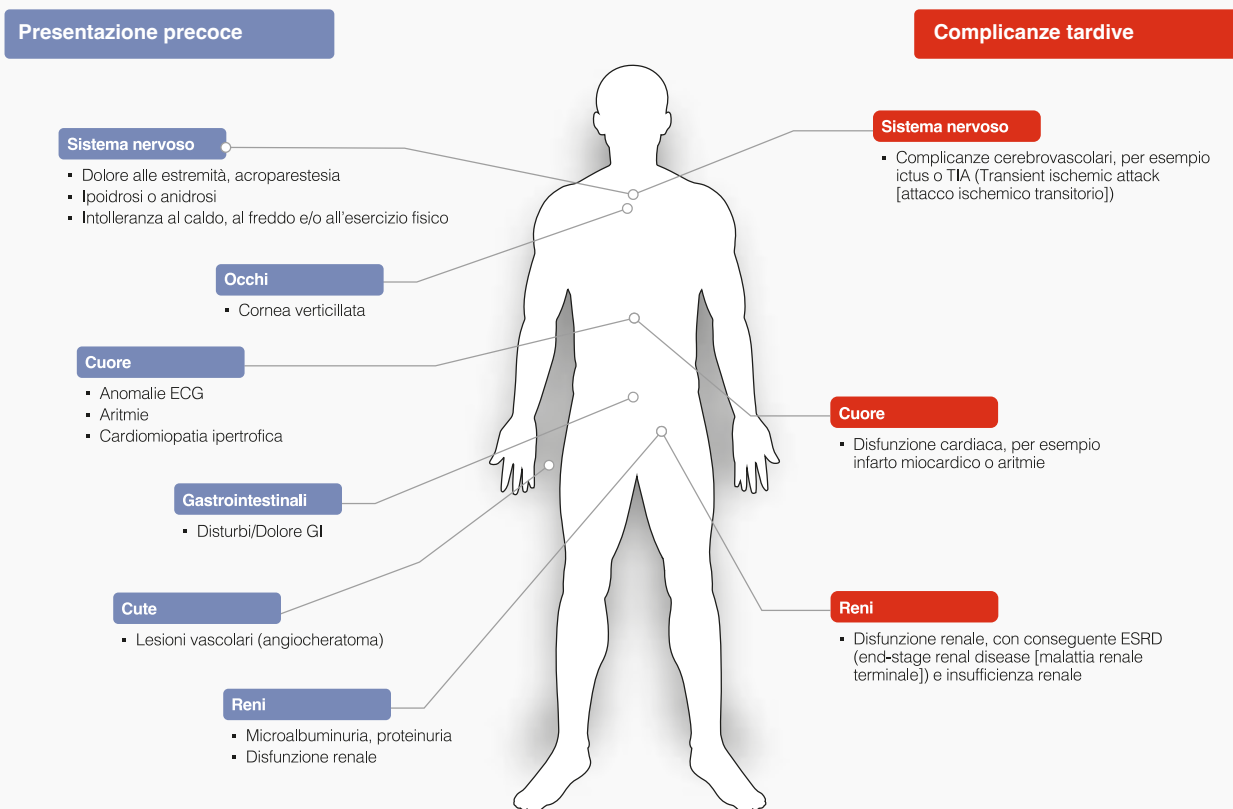 Presentazione precoce
Complicanze tardive
Sistema nervoso
▪ Dolore alle estremità, acroparestesia
▪ Ipoidrosi o anidrosi
▪ Intolleranza al caldo, al freddo e/o all'esercizio fisico
Occhi
▪ Cornea verticillata
Cuore
▪ Anomalie ECG
▪ Aritmie
▪ Cardiomiopatia ipertrofica
Gastrointestinali
▪ Disturbi/Dolore GI
Cute
▪ Lesioni vascolari (angiocheratoma)
Reni
▪ Microalbuminuria, proteinuria
▪ Disfunzione renale
Sistema nervoso
▪ Complicanze cerebrovascolari, per esempio
ictus o TIA (Transient ischemic attack
[attacco ischemico transitorio])
Cuore
▪ Disfunzione cardiaca, per esempio
infarto miocardico o aritmie
Reni
▪ Disfunzione renale, con conseguente ESRD
(end-stage renal disease [malattia renale
terminale]) e insufficienza renale